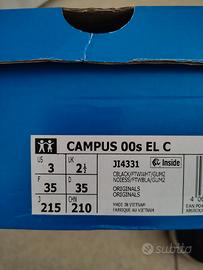 CAMPUS 00s EL C
US 3
UK 2½
JI4331
Inside
F 35
D 35
CBLACK/FTWWHT/GUM2
NOIESS/FTWBLA/GUM2
ORIGINALS
ORIGINALS
J 215
CHN 210
MADE IN VIETNAM
FABRIQUÉ AU VIETNAM
subito